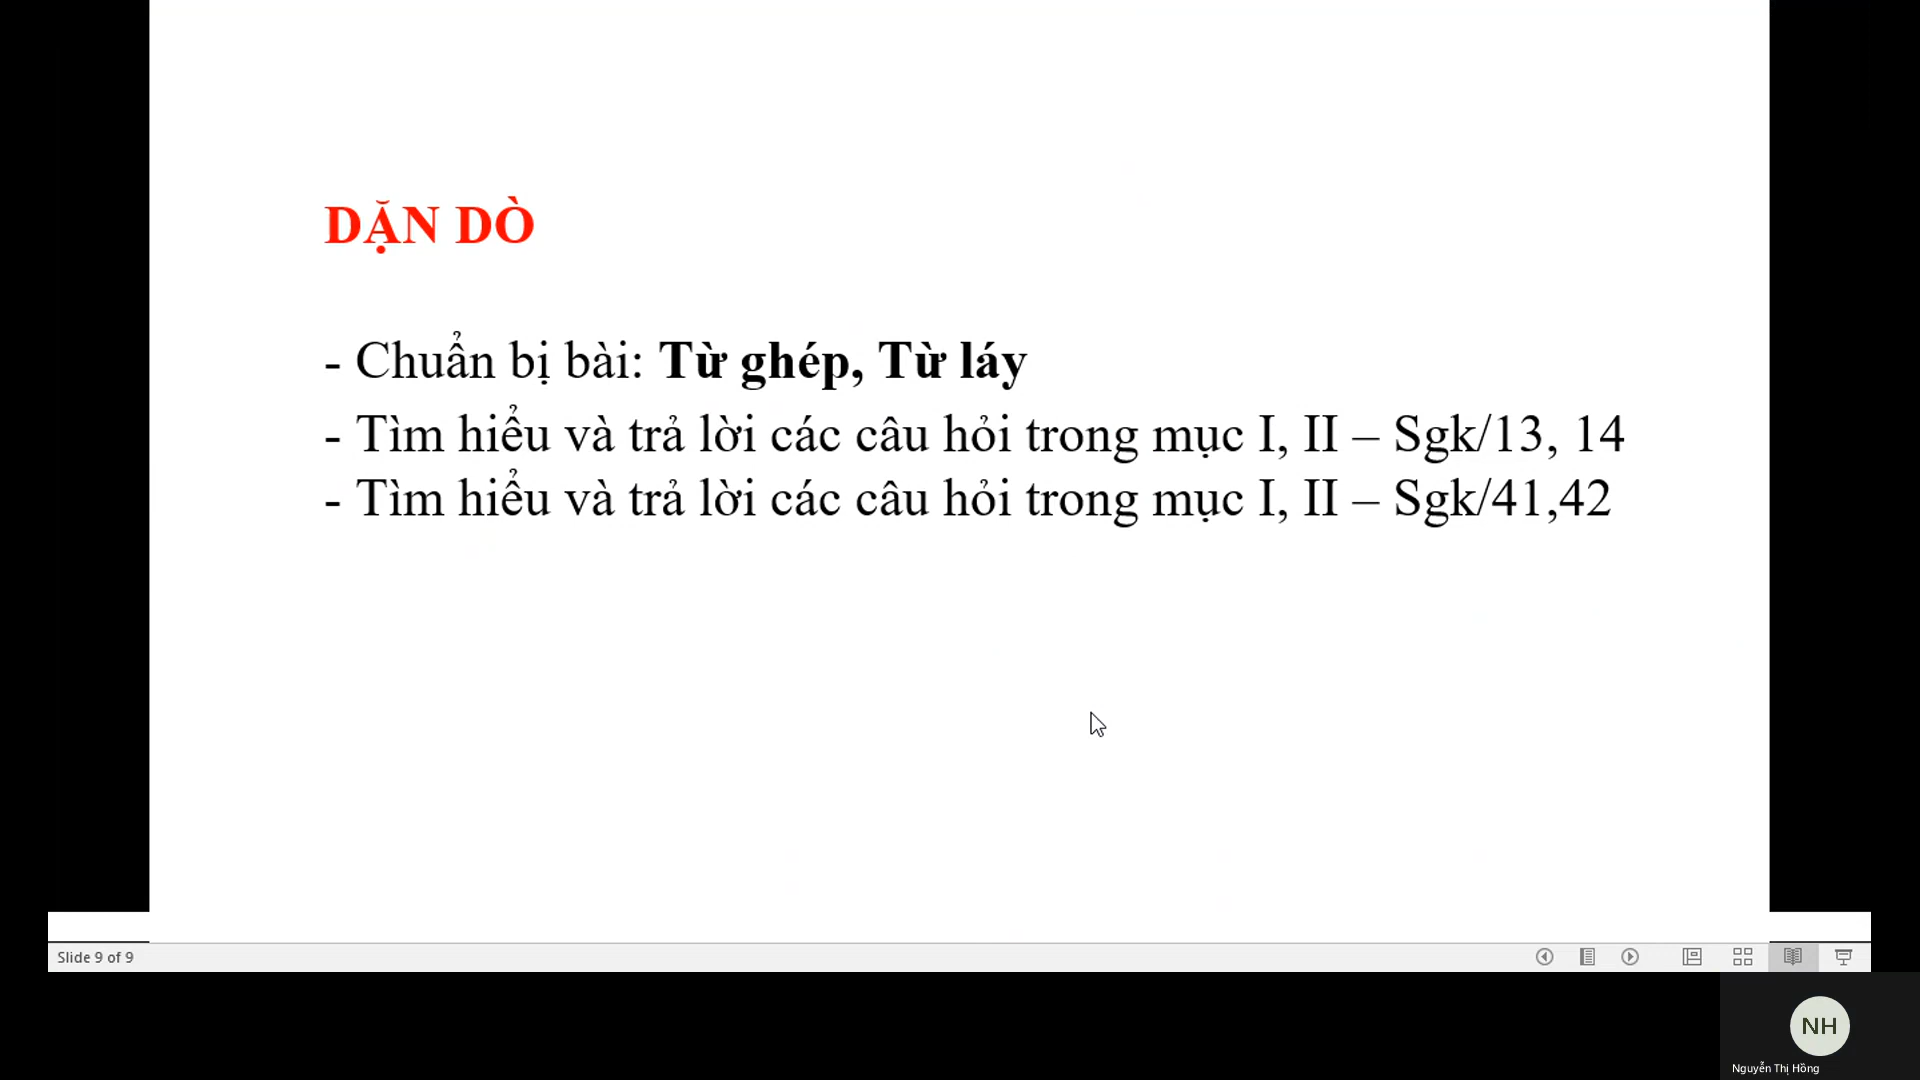 DẶN DÒ
- Chuẩn bị bài: Từ ghép, Từ láy
- Tìm hiểu và trả lời các câu hỏi trong mục I, II – Sgk/13, 14
- Tìm hiểu và trả lời các câu hỏi trong mục I, II – Sgk/41,42
Slide 9 of 9
NH
Nguyễn Thị Hồng